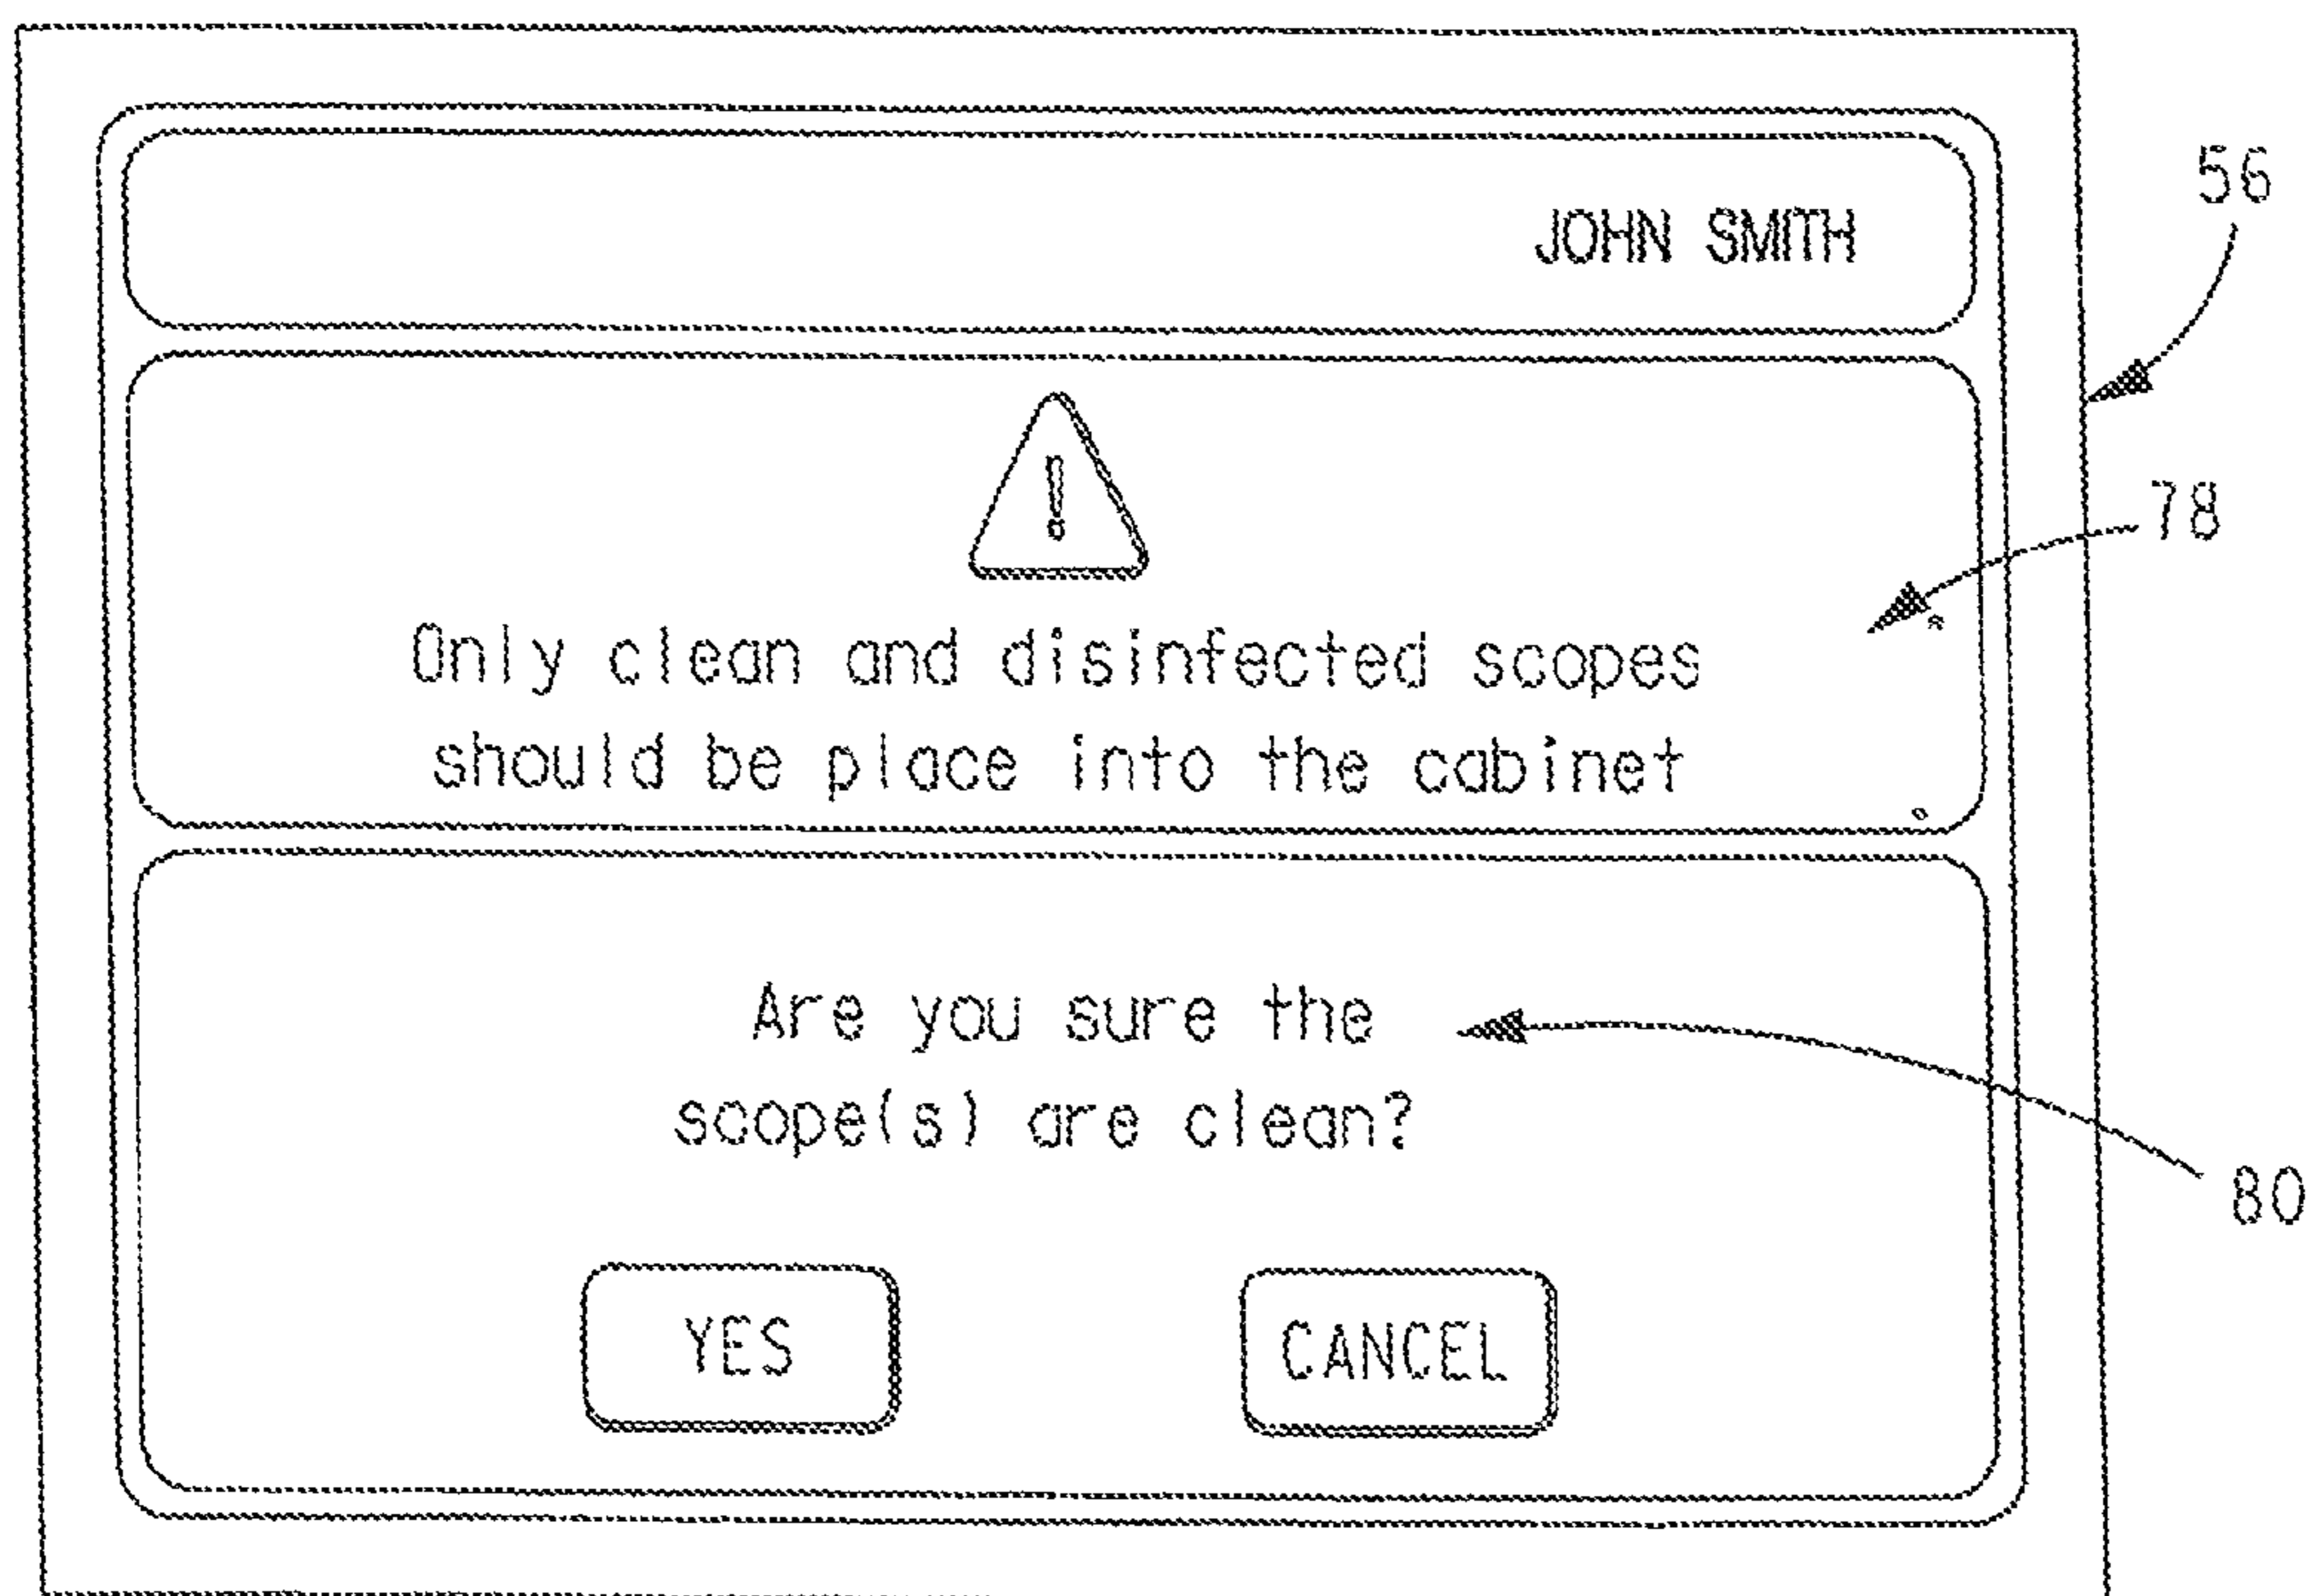 JOHN SMITH
56
!
78
Only clean and disinfected scopes
should be place into the cabinet
Are you sure the
scope(s) are clean?
80
YES
CANCEL